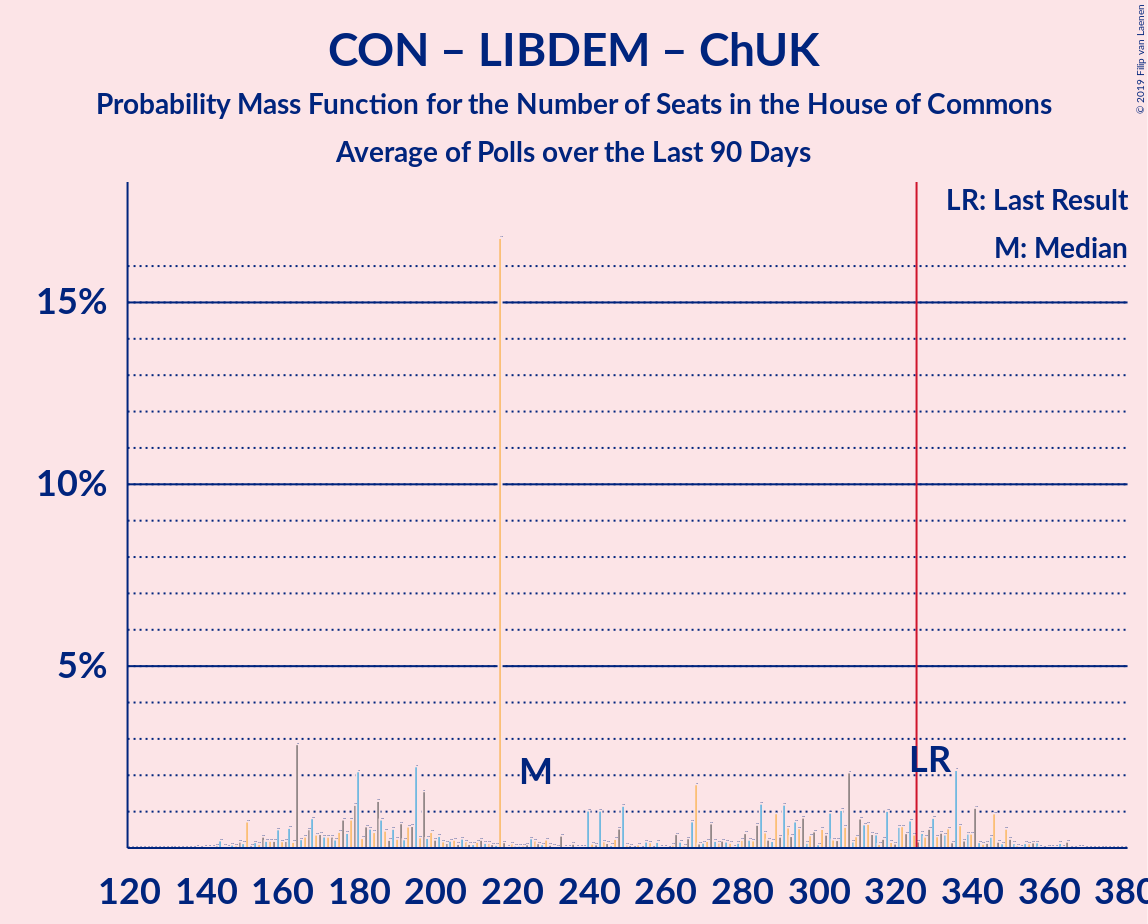 CON – LIBDEM – ChUK
Probability Mass Function for the Number of Seats in the House of Commons
Average of Polls over the Last 90 Days
© 2019 Filip van Laenen
LR: Last Result
M: Median
15%
10%
5%
M
LR
120 140 160 180 200 220 240 260 280 300 320 340 360 380